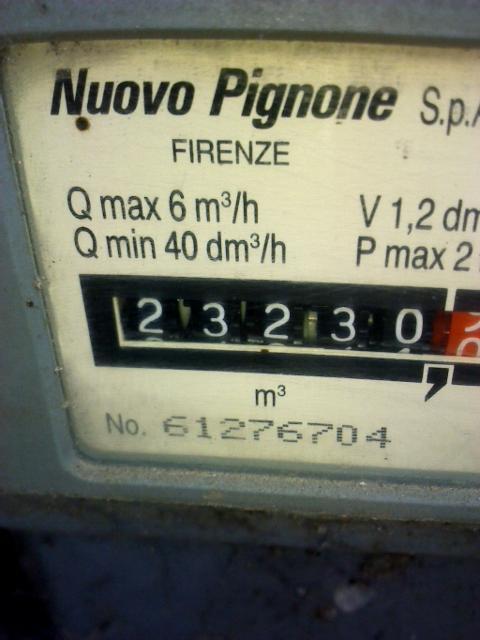 Nuovo Pignone S.p.A
FIRENZE
Q max 6 m³/h V 1,2 dm
Q min 40 dm³/h P max 2
23230
,
m³
No. 61276704